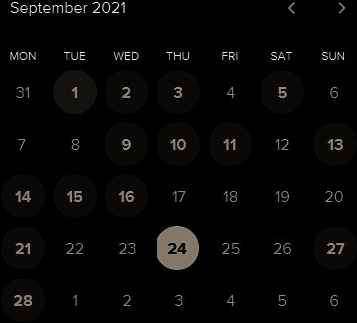 September 2021
MON TUE WED THU FRI SAT SUN
31 1 2 3 4 5 6
7 8 9 10 11 12 13
14 15 16 17 18 19 20
21 22 23 24 25 26 27
28 1 2 3 4 5 6